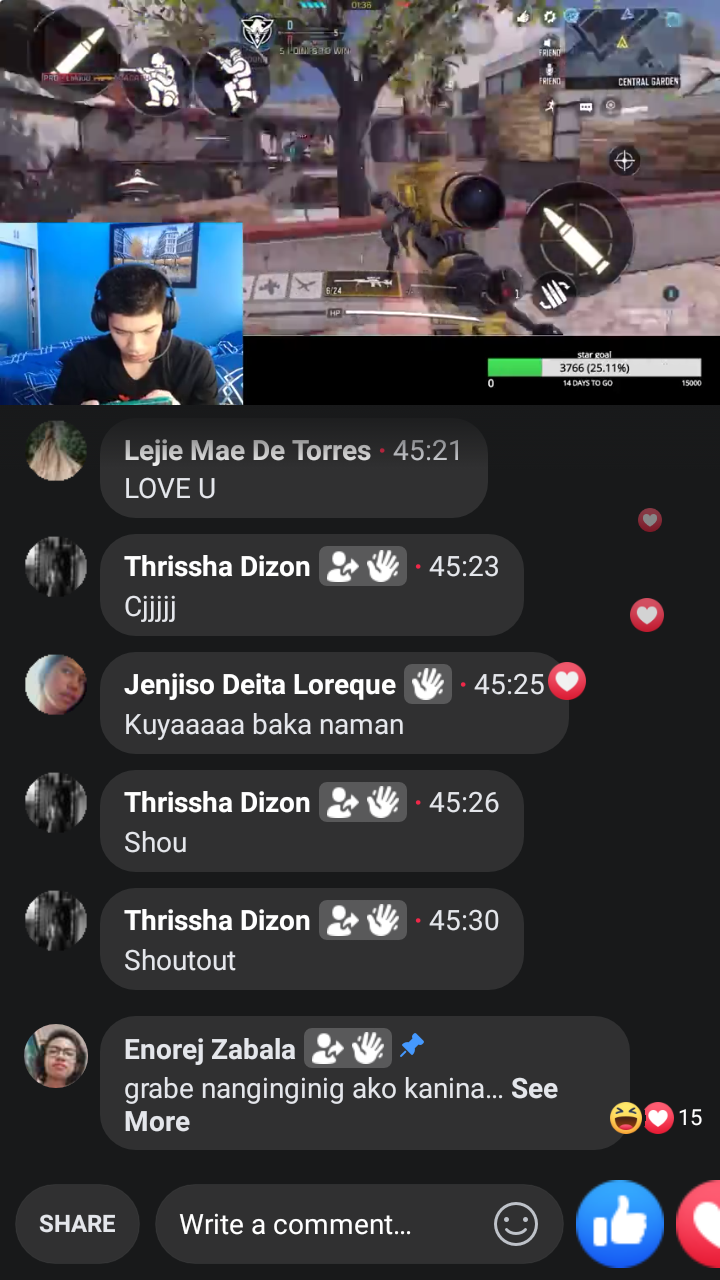 01:36
D
R
5
5 POINTS TO WIN
FRIEND
FRIEND
CENTRAL GARDEN
6/24
1
HP
star goal
3766 (25.11%)
0
14 DAYS TO GO
15000
Lejie Mae De Torres · 45:21
LOVE U
Thrissha Dizon · 45:23
Cjjjjj
Jenjiso Deita Loreque · 45:25
Kuyaaaaa baka naman
Thrissha Dizon · 45:26
Shou
Thrissha Dizon · 45:30
Shoutout
Enorej Zabala
grabe nanginginig ako kanina... See
More
15
SHARE
Write a comment...